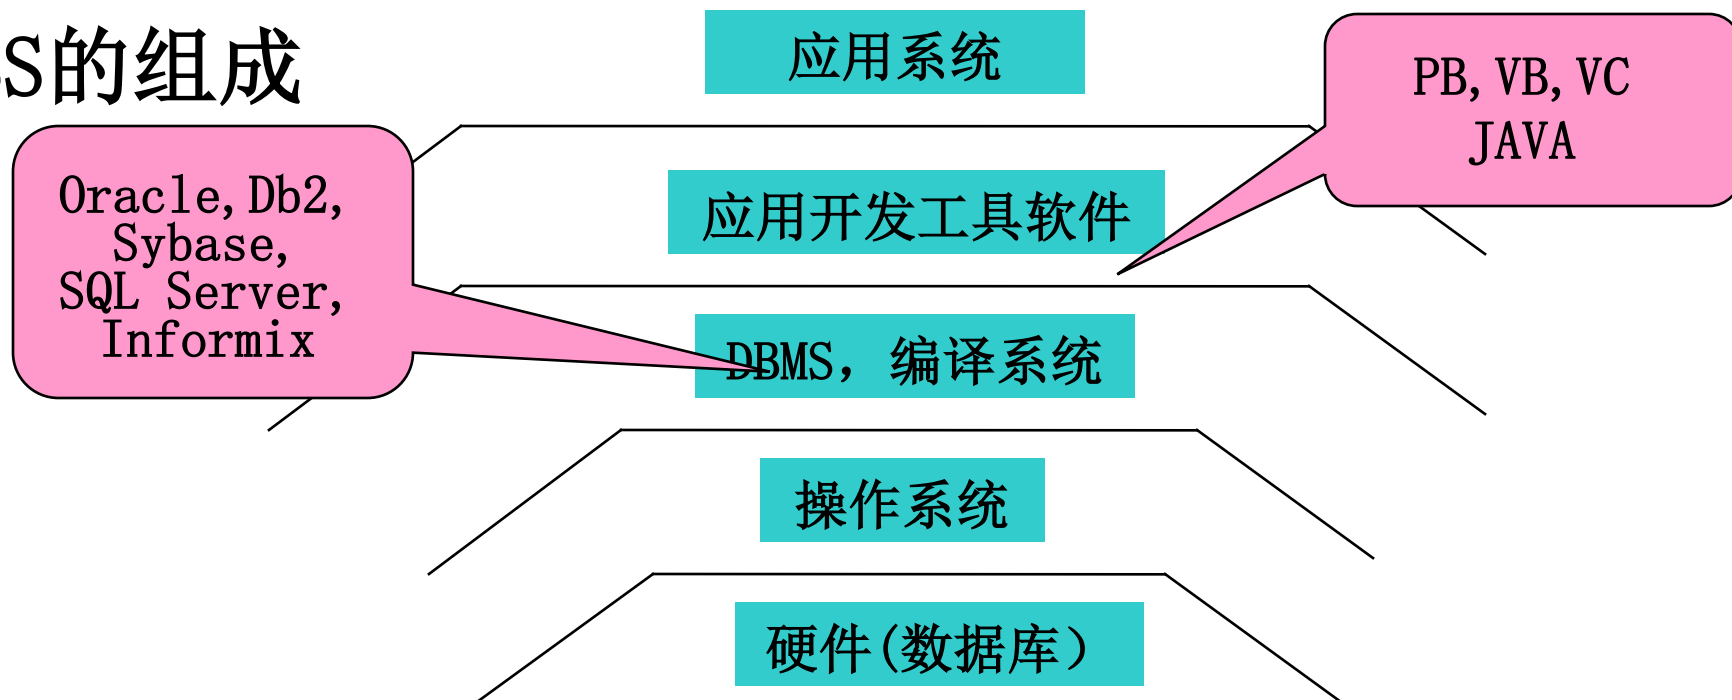 S的组成
应用系统
PB,VB,VC
JAVA
Oracle,Db2,
Sybase,
SQL Server,
Informix
应用开发工具软件
DBMS，编译系统
操作系统
硬件(数据库）